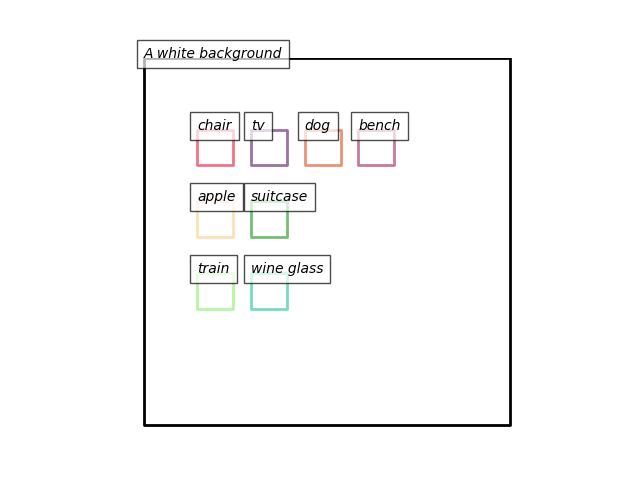 A white background
chair tv dog bench
apple suitcase
train wine glass